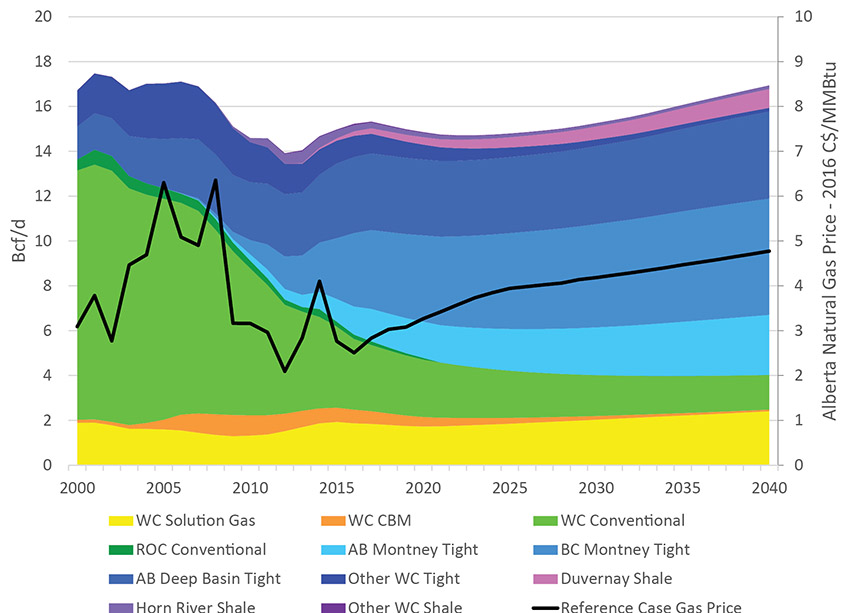 20 10
18 9
16 8
14 7
12 6
10 5
8 4
6 3
4 2
2 1
0 0
Bcf/d
Alberta Natural Gas Price - 2016 C$/MMBtu
2000 2005 2010 2015 2020 2025 2030 2035 2040
WC Solution Gas WC CBM WC Conventional
ROC Conventional AB Montney Tight BC Montney Tight
AB Deep Basin Tight Other WC Tight Duvernay Shale
Horn River Shale Other WC Shale Reference Case Gas Price